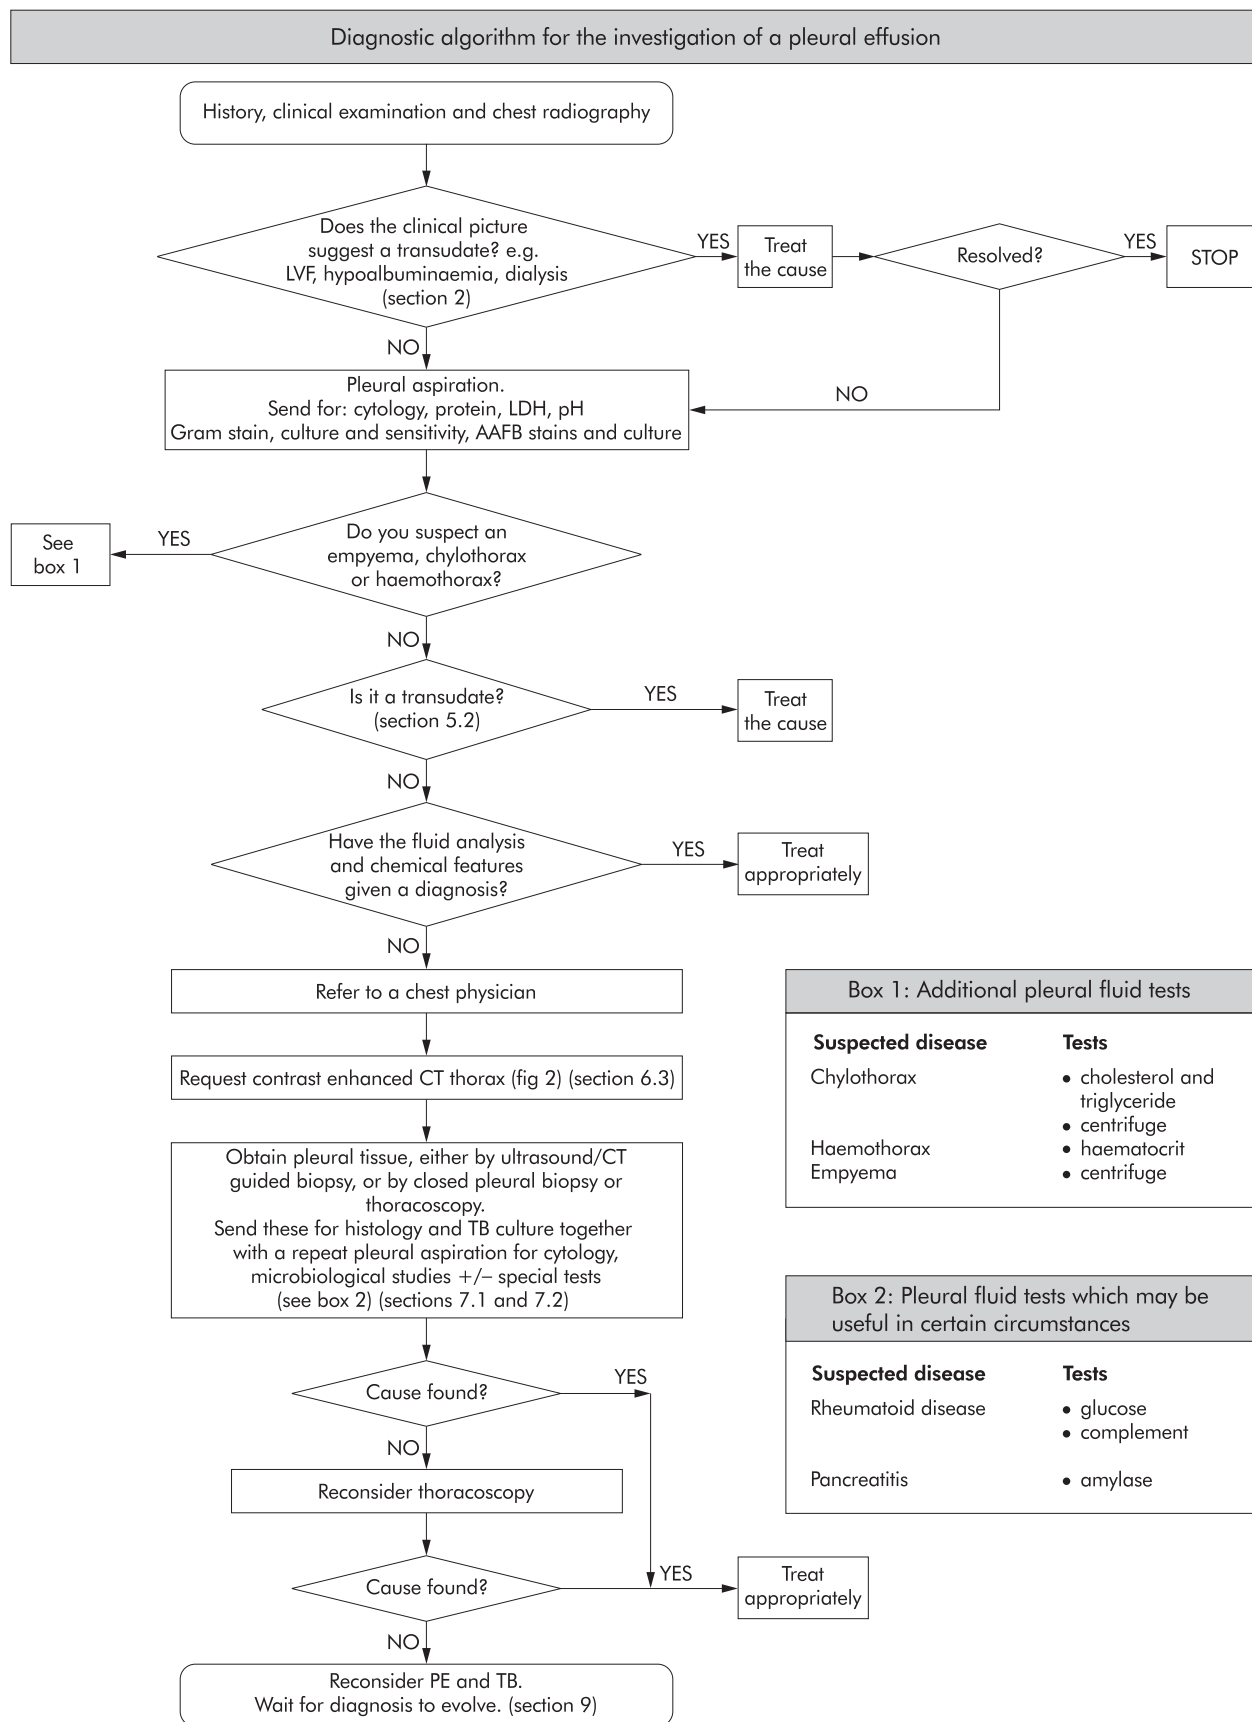 Diagnostic algorithm for the investigation of a pleural effusion
History, clinical examination and chest radiography
Does the clinical picture
suggest a transudate? e.g.
LVF, hypoalbuminaemia, dialysis
(section 2)
YES
Treat
the cause
Resolved?
YES
STOP
NO
NO
Pleural aspiration.
Send for: cytology, protein, LDH, pH
Gram stain, culture and sensitivity, AAFB stains and culture
Do you suspect an
empyema, chylothorax
or haemothorax?
YES
See
box 1
NO
Is it a transudate?
(section 5.2)
YES
Treat
the cause
NO
Have the fluid analysis
and chemical features
given a diagnosis?
YES
Treat
appropriately
NO
Refer to a chest physician
Request contrast enhanced CT thorax (fig 2) (section 6.3)
Obtain pleural tissue, either by ultrasound/CT
guided biopsy, or by closed pleural biopsy or
thoracoscopy.
Send these for histology and TB culture together
with a repeat pleural aspiration for cytology,
microbiological studies +/– special tests
(see box 2) (sections 7.1 and 7.2)
Cause found?
YES
NO
Reconsider thoracoscopy
Cause found?
YES
Treat
appropriately
NO
Reconsider PE and TB.
Wait for diagnosis to evolve. (section 9)
Box 1: Additional pleural fluid tests
Suspected disease Tests
Chylothorax • cholesterol and
triglyceride
• centrifuge
Haemothorax • haematocrit
Empyema • centrifuge
Box 2: Pleural fluid tests which may be
useful in certain circumstances
Suspected disease Tests
Rheumatoid disease • glucose
• complement
Pancreatitis • amylase